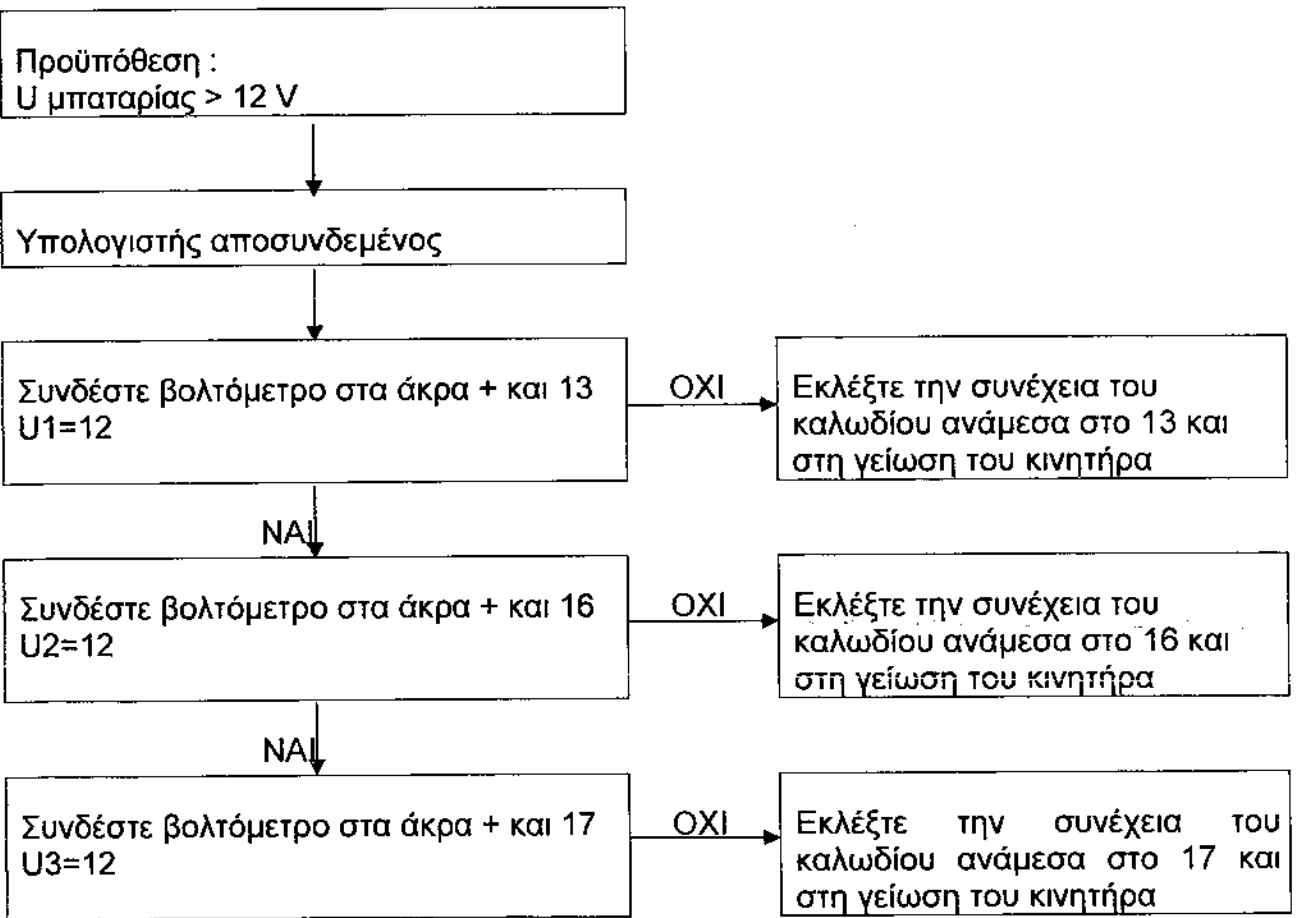 Προϋπόθεση :
U μπαταρίας > 12 V
Υπολογιστής αποσυνδεμένος
Συνδέστε βολτόμετρο στα άκρα + και 13
U1=12
ΟΧΙ
Εκλέξτε την συνέχεια του
καλωδίου ανάμεσα στο 13 και
στη γείωση του κινητήρα
ΝΑΙ
Συνδέστε βολτόμετρο στα άκρα + και 16
U2=12
ΟΧΙ
Εκλέξτε την συνέχεια του
καλωδίου ανάμεσα στο 16 και
στη γείωση του κινητήρα
ΝΑΙ
Συνδέστε βολτόμετρο στα άκρα + και 17
U3=12
ΟΧΙ
Εκλέξτε την συνέχεια του
καλωδίου ανάμεσα στο 17 και
στη γείωση του κινητήρα